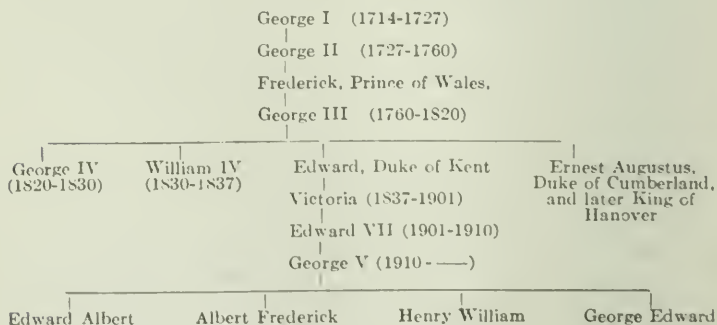 George I (1714-1727)
George II (1727-1760)
Frederick, Prince of Wales,
George III (1760-1820)
George IV
(1820-1830)
William IV
(1830-1837)
Edward, Duke of Kent
Victoria (1837-1901)
Edward VII (1901-1910)
George V (1910- ——)
Ernest Augustus,
Duke of Cumberland,
and later King of
Hanover
Edward Albert Albert Frederick Henry William George Edward